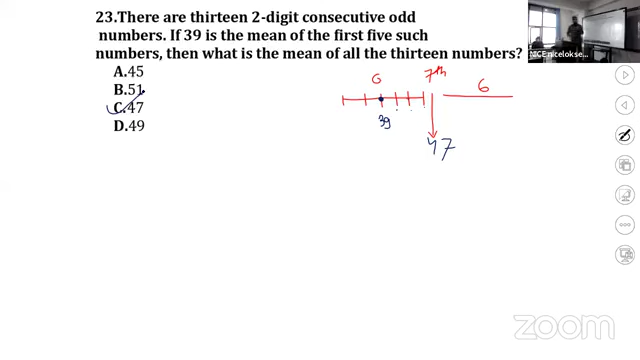 23.There are thirteen 2-digit consecutive odd
numbers. If 39 is the mean of the first five such
numbers, then what is the mean of all the thirteen numbers?
A.45
B.51
C.47
D.49
6
7th
6
39
47
LIVE
zoom